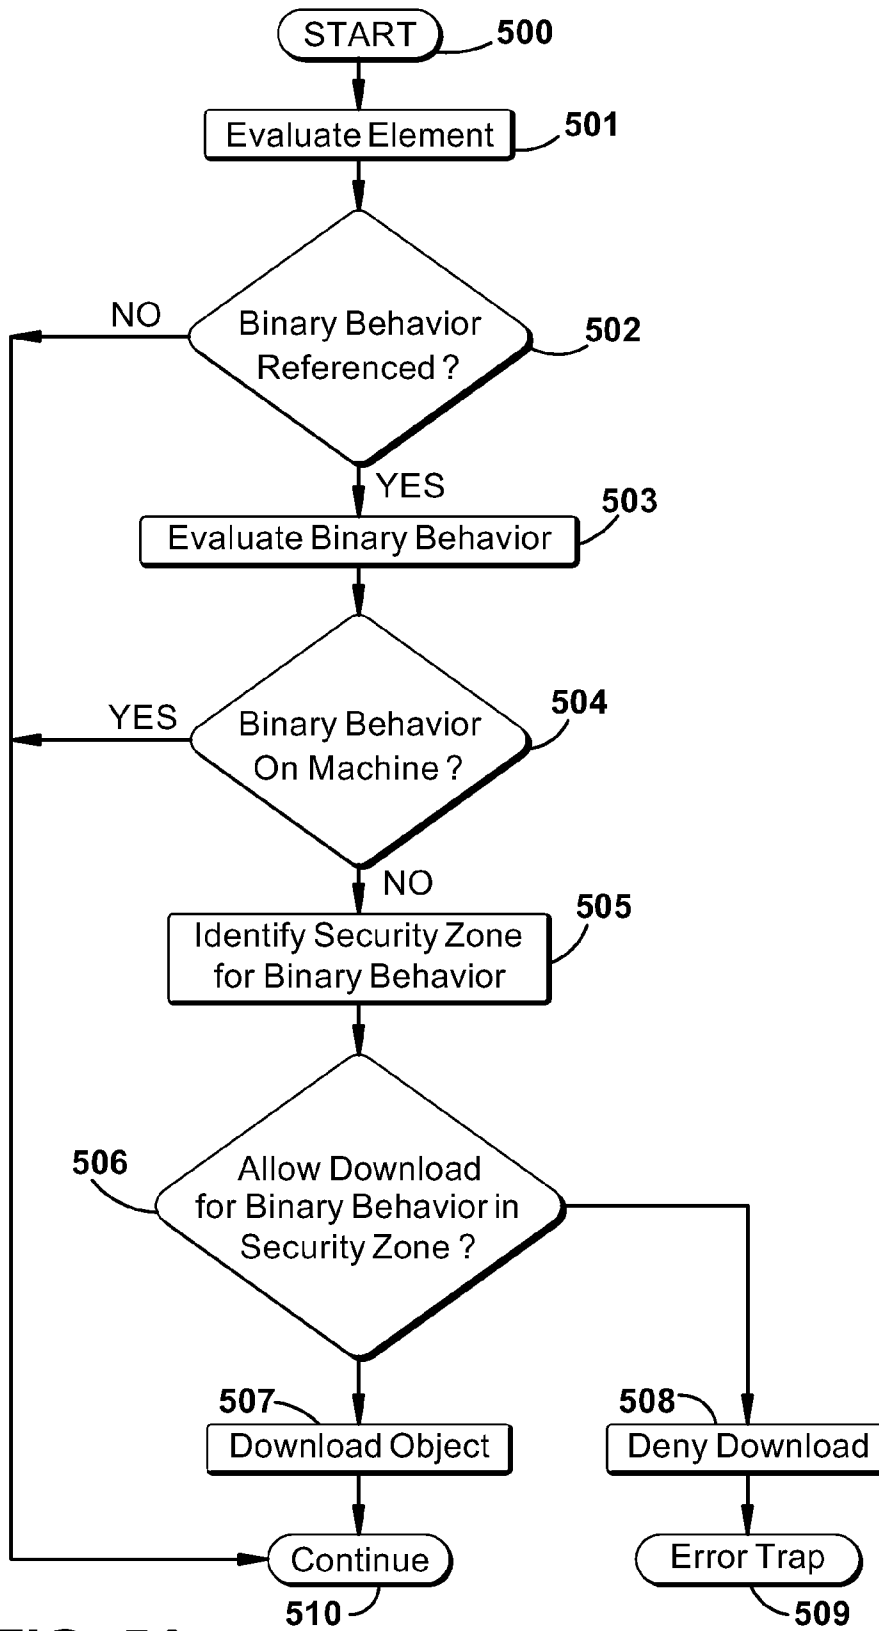 START
500
Evaluate Element
501
NO
Binary Behavior
Referenced ?
502
YES
503
Evaluate Binary Behavior
YES
Binary Behavior
On Machine ?
504
NO
505
Identify Security Zone
for Binary Behavior
506
Allow Download
for Binary Behavior in
Security Zone ?
507
Download Object
508
Deny Download
Continue
510
Error Trap
509